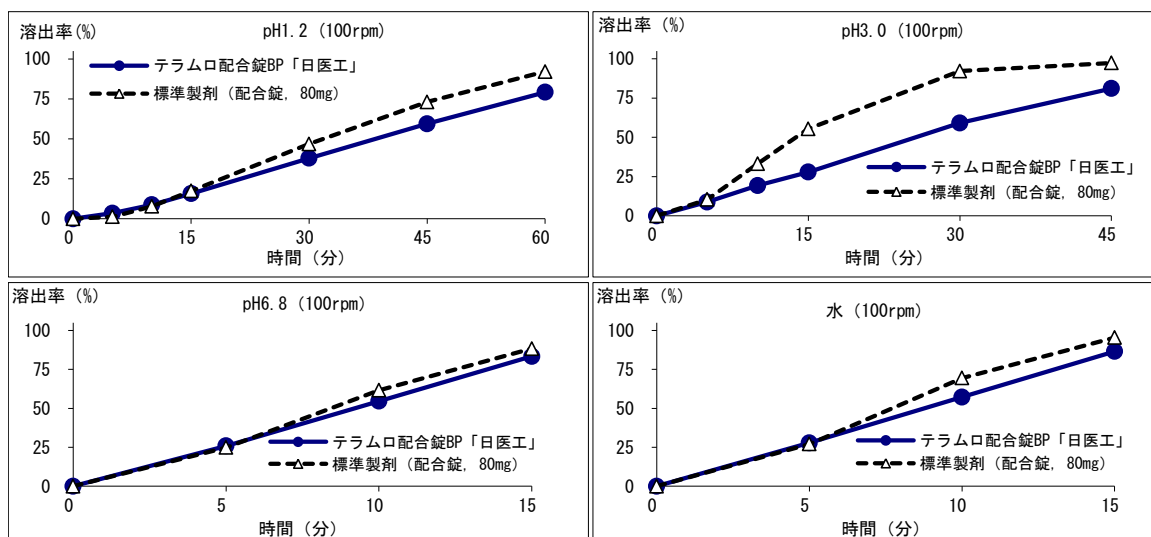 溶出率(%)
pH1.2 (100rpm)
100
75
50
25
0
テラムロ配合錠BP「日医工」
標準製剤 (配合錠, 80mg)
0 15 30 45 60
時間 (分)
溶出率 (%)
pH3.0 (100rpm)
100
75
50
25
0
テラムロ配合錠BP「日医工」
標準製剤 (配合錠, 80mg)
0 15 30 45
時間 (分)
溶出率 (%)
pH6.8 (100rpm)
100
75
50
25
0
テラムロ配合錠BP「日医工」
標準製剤 (配合錠, 80mg)
0 5 10 15
時間 (分)
溶出率 (%)
水 (100rpm)
100
75
50
25
0
テラムロ配合錠BP「日医工」
標準製剤 (配合錠, 80mg)
0 5 10 15
時間 (分)